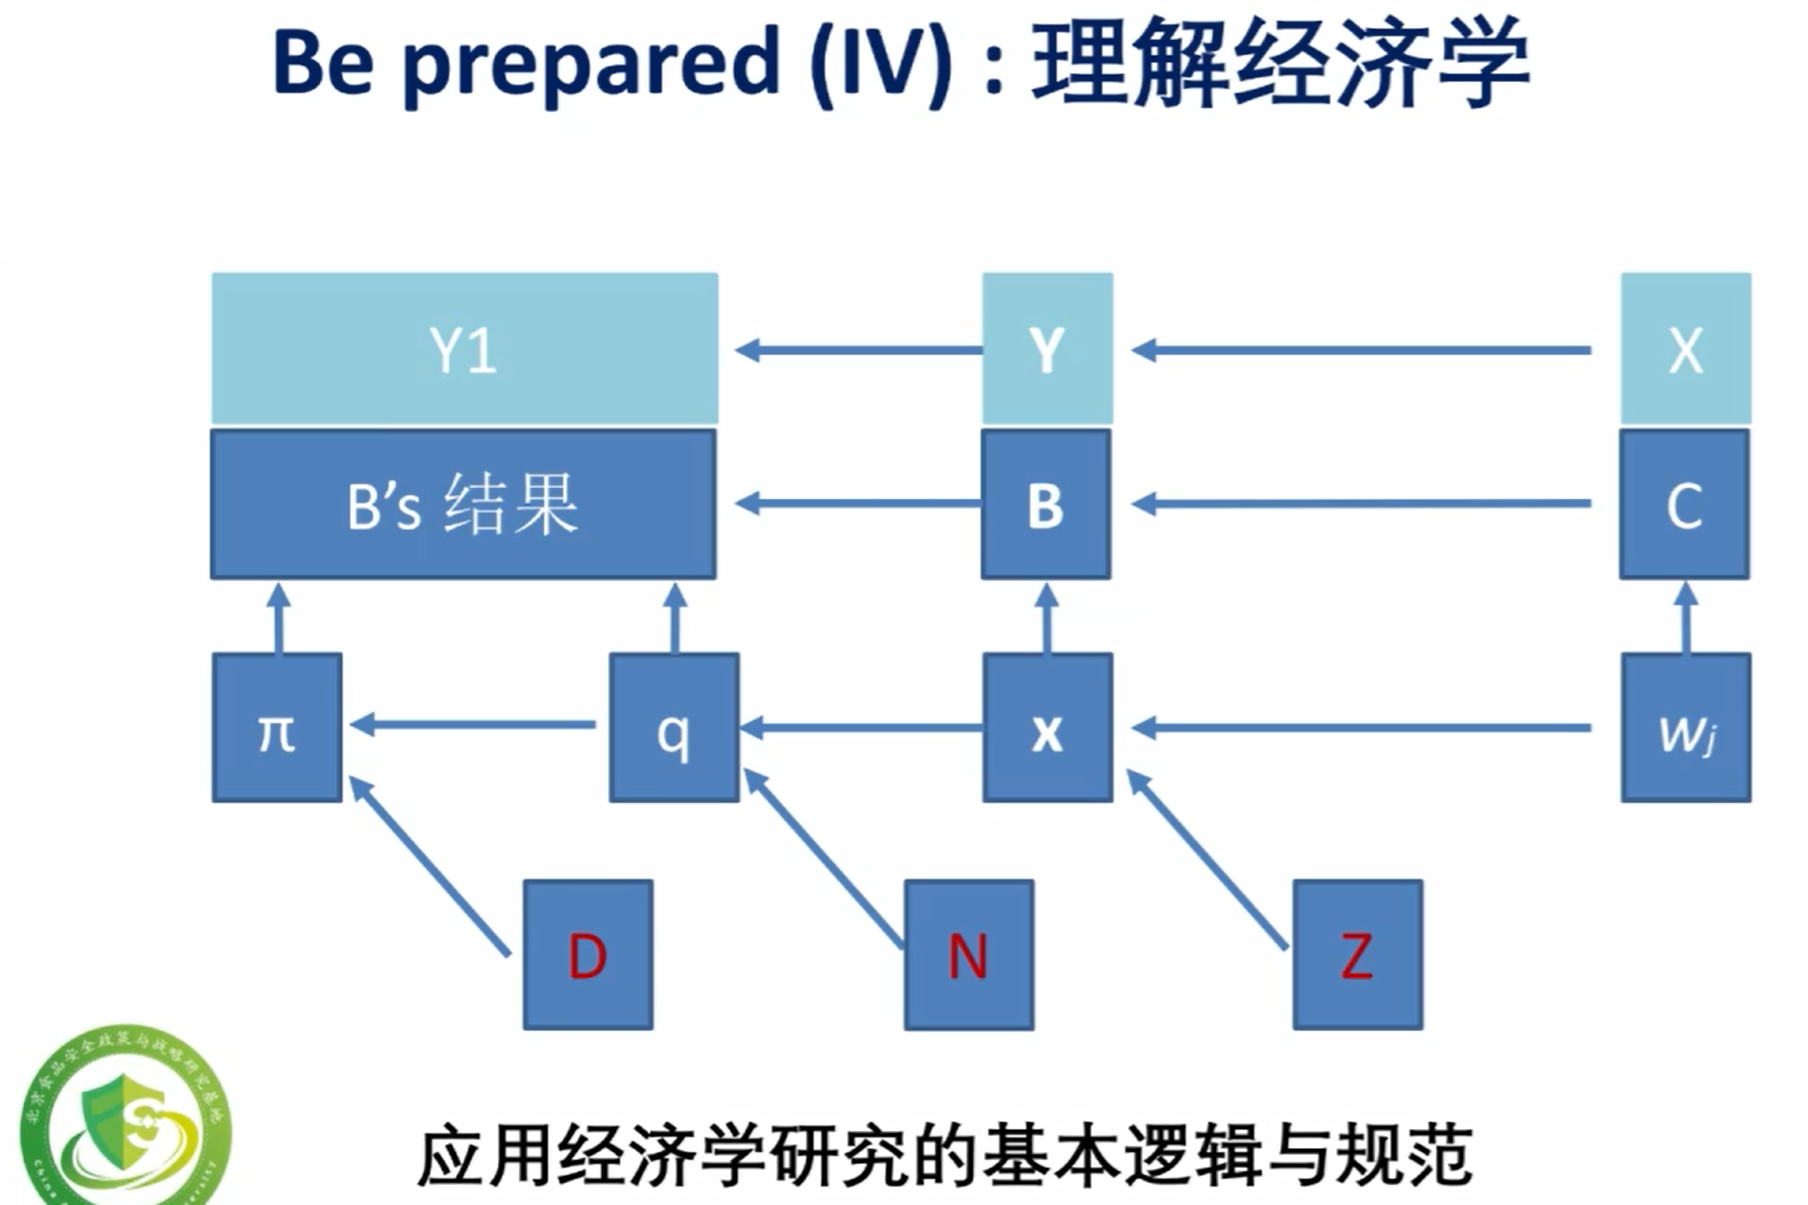 Be prepared (IV) : 理解经济学
Y1
Y
X
B’s 结果
B
C
π
q
x
wj
D
N
Z
北京食品安全政策与战略研究基地
应用经济学研究的基本逻辑与规范